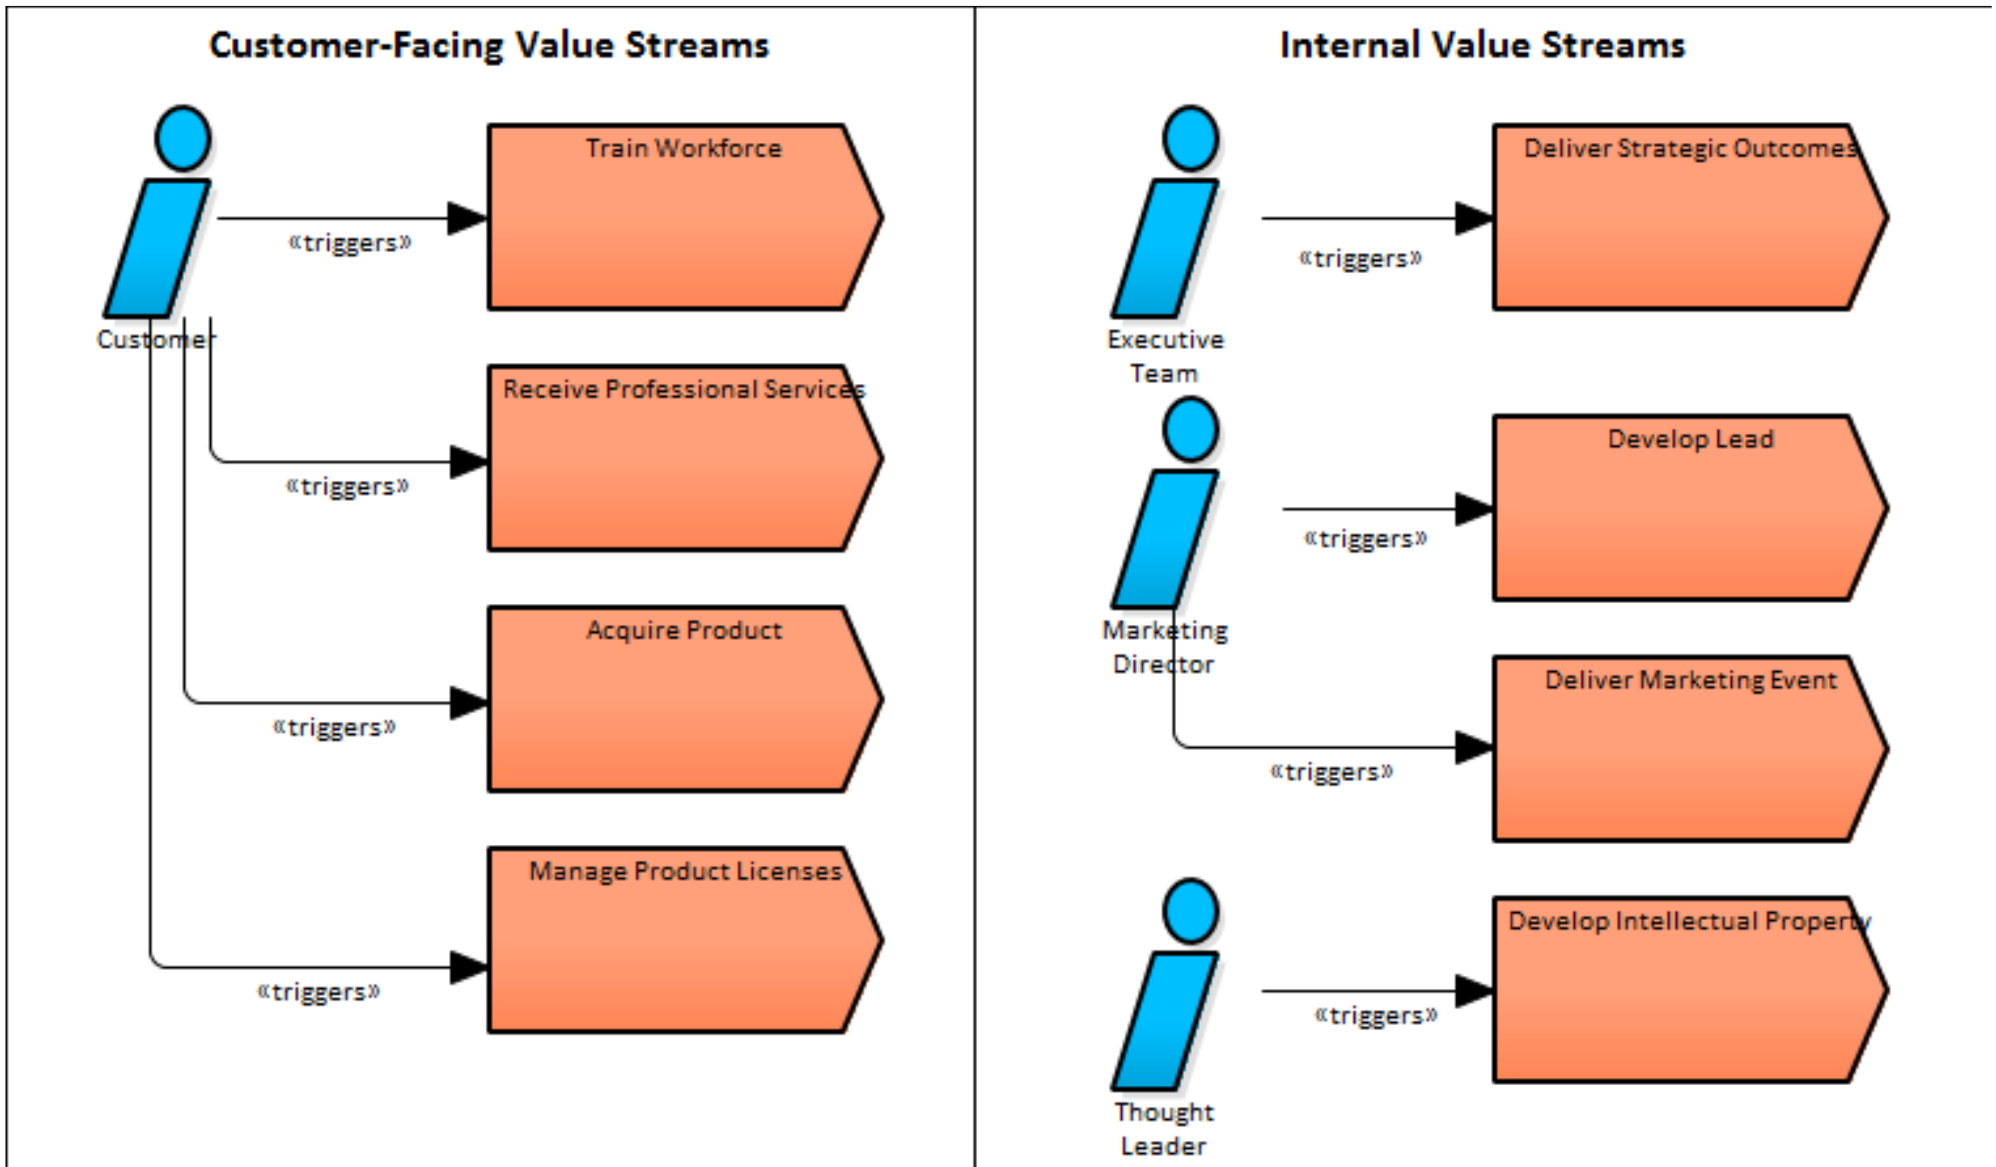 Customer-Facing Value Streams
Train Workforce
«triggers»
Customer
Receive Professional Services
«triggers»
Acquire Product
«triggers»
Manage Product Licenses
«triggers»
Internal Value Streams
Deliver Strategic Outcomes
«triggers»
Executive
Team
Develop Lead
«triggers»
Marketing
Director
Deliver Marketing Event
«triggers»
Develop Intellectual Property
«triggers»
Thought
Leader